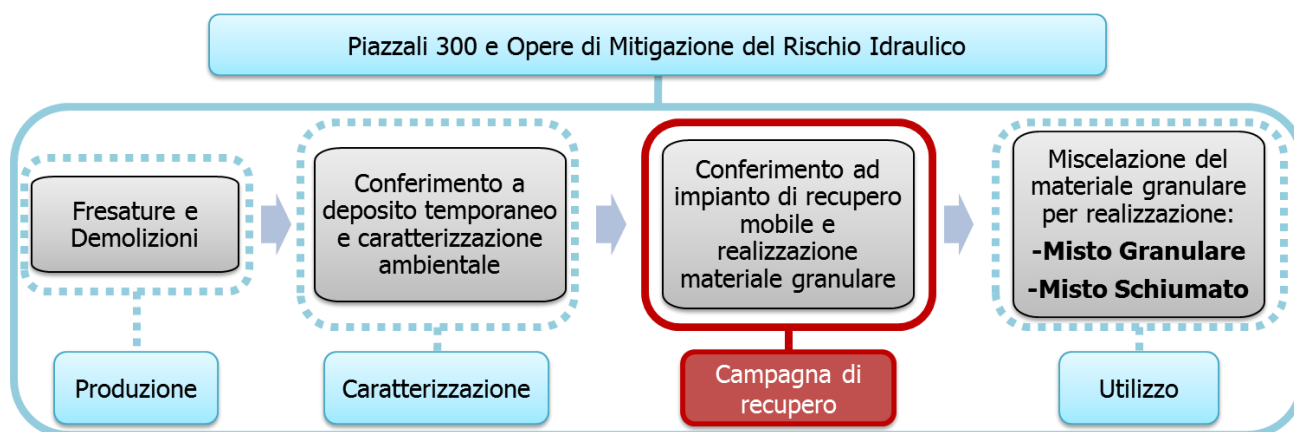 Piazzali 300 e Opere di Mitigazione del Rischio Idraulico
Fresature e
Demolizioni
Conferimento a
deposito temporaneo
e caratterizzazione
ambientale
Conferimento ad
impianto di recupero
mobile e
realizzazione
materiale granulare
Miscelazione del
materiale granulare
per realizzazione:
-Misto Granulare
-Misto Schiumato
Produzione
Caratterizzazione
Campagna di
recupero
Utilizzo